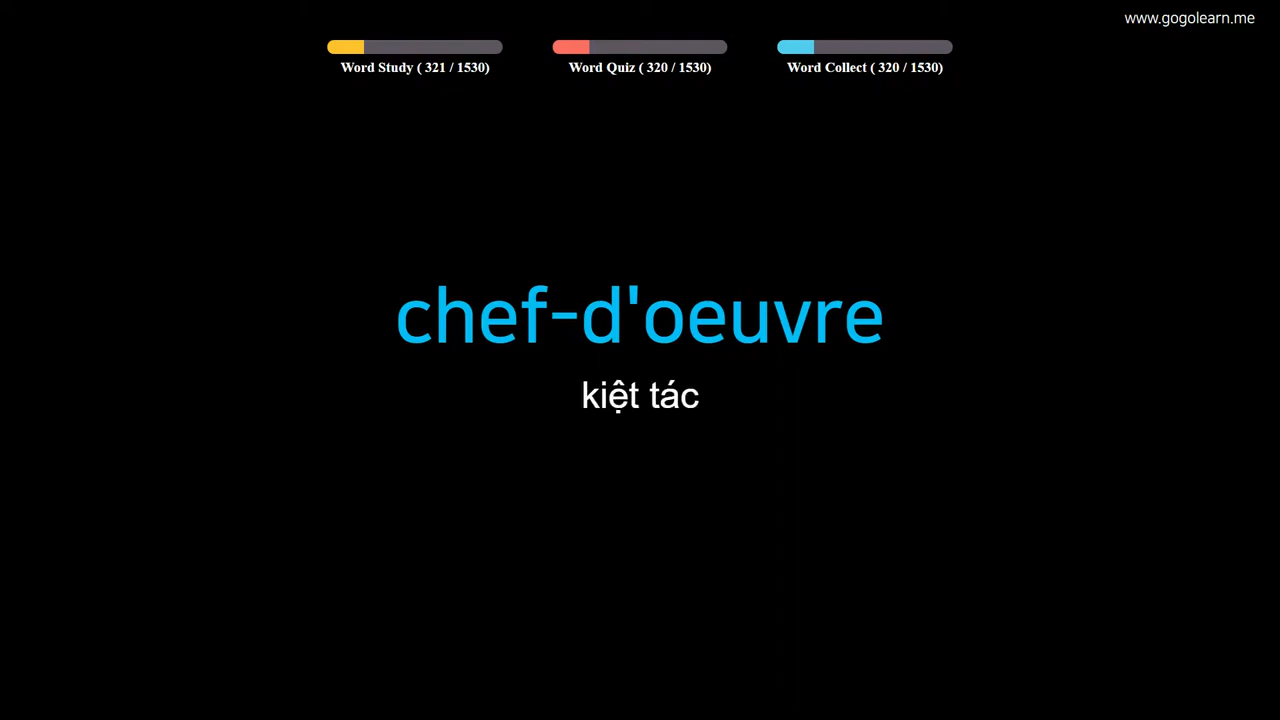 www.gogolearn.me
Word Study ( 321 / 1530)
Word Quiz ( 320 / 1530)
Word Collect ( 320 / 1530)
chef-d'oeuvre
kiệt tác